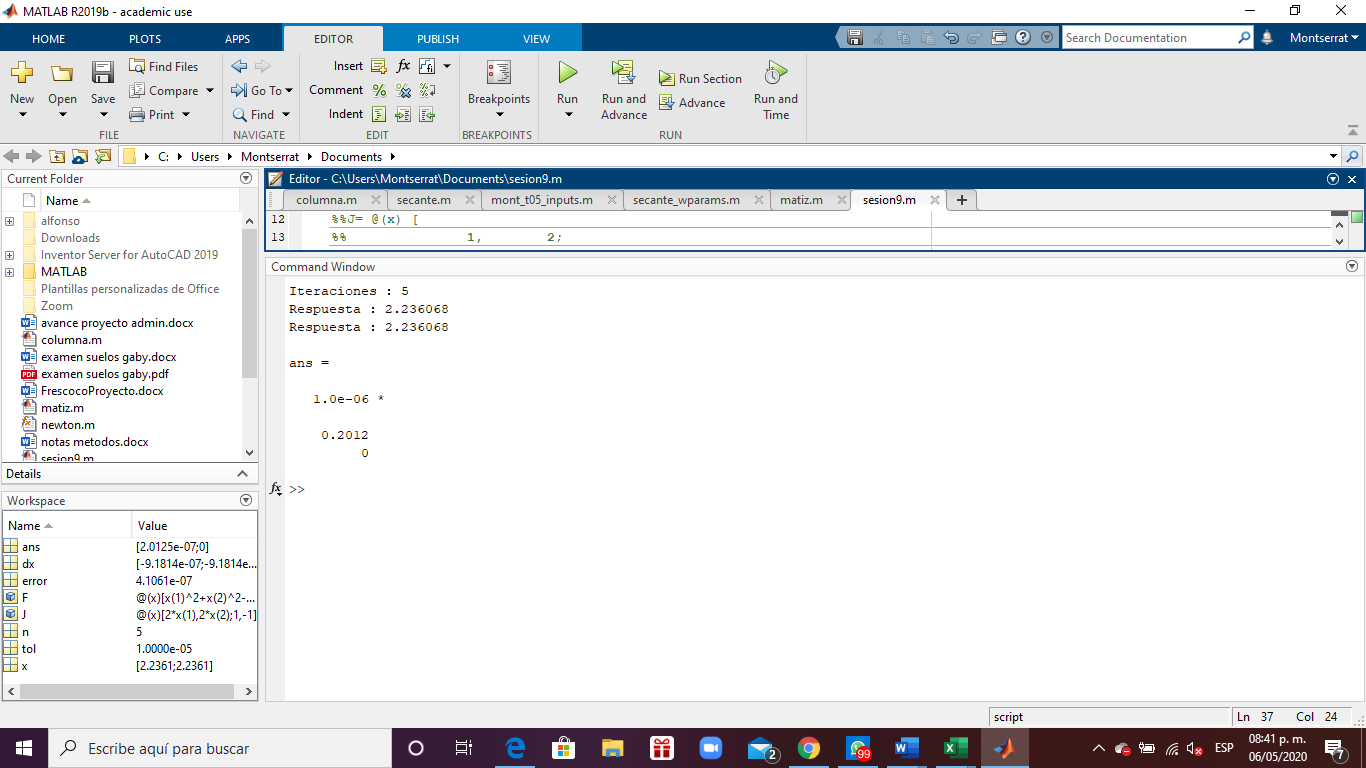 MATLAB R2019b - academic use
HOME PLOTS APPS EDITOR PUBLISH VIEW
Search Documentation
Montserrat
New Open Save
Find Files
Compare
Print
FILE
Go To
Find
NAVIGATE
Insert fx
Comment
Indent
EDIT
Breakpoints
BREAKPOINTS
Run
Run and
Advance
Run Section
Advance
Run and
Time
RUN
C: Users Montserrat Documents
Current Folder
Name
alfonso
Downloads
Inventor Server for AutoCAD 2019
MATLAB
Plantillas personalizadas de Office
Zoom
avance proyecto admin.docx
columna.m
examen suelos gaby.docx
examen suelos gaby.pdf
FrescocoProyecto.docx
matiz.m
newton.m
notas metodos.docx
sesion9.m
Details
Workspace
Name Value
ans [2.0125e-07;0]
dx [-9.1814e-07;-9.1814e...
error 4.1061e-07
F @(x)[x(1)^2+x(2)^2-...
J @(x)[2*x(1),2*x(2);1,-1]
n 5
tol 1.0000e-05
x [2.2361;2.2361]
Editor - C:\Users\Montserrat\Documents\sesion9.m
columna.m secante.m mont_t05_inputs.m secante_wparams.m matiz.m sesion9.m
12 %%J= @(x) [
13 %% 1, 2;
Command Window
Iteraciones : 5
Respuesta : 2.236068
Respuesta : 2.236068
ans =
1.0e-06 *
0.2012
0
fx >>
script
Ln 37 Col 24
Escribe aquí para buscar
2
99
ESP
08:41 p. m.
06/05/2020
7